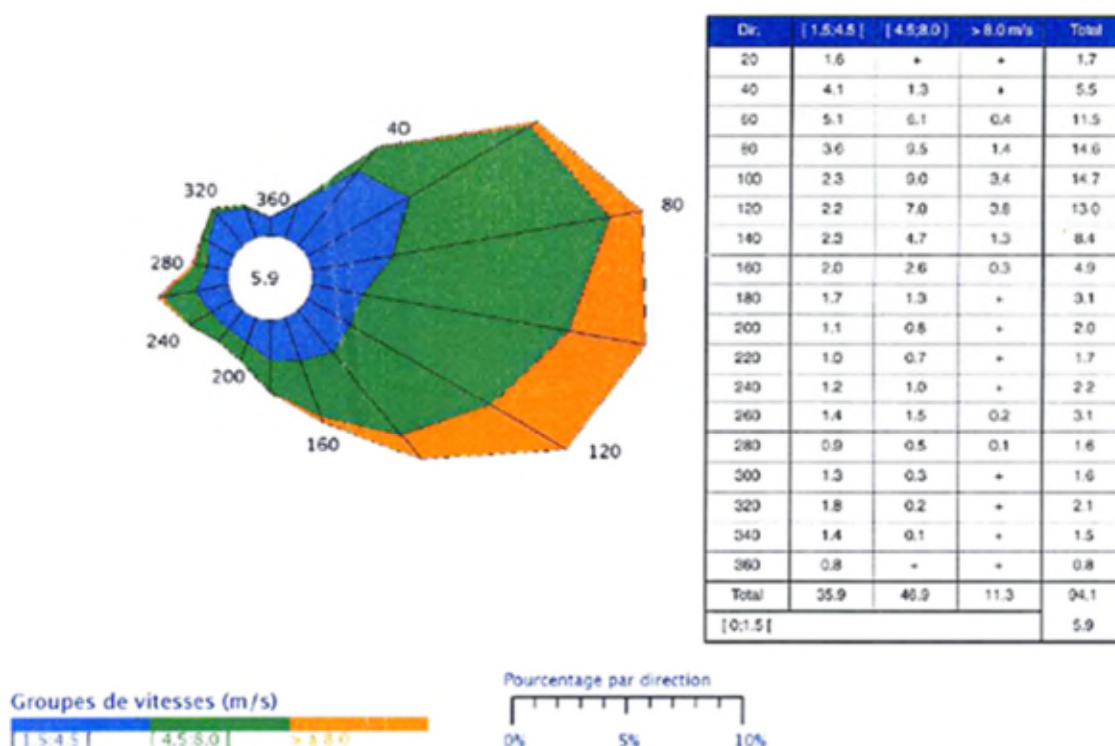 Dir. [ 1.5;4.5 [ [ 4.5;8.0 ] > 8.0 m/s Total
20 1.6 + + 1.7
40 4.1 1.3 + 5.5
60 5.1 6.1 0.4 11.5
80 3.6 9.5 1.4 14.6
100 2.3 9.0 3.4 14.7
120 2.2 7.0 3.8 13.0
140 2.3 4.7 1.3 8.4
160 2.0 2.6 0.3 4.9
180 1.7 1.3 + 3.1
200 1.1 0.8 + 2.0
220 1.0 0.7 + 1.7
240 1.2 1.0 + 2.2
260 1.4 1.5 0.2 3.1
280 0.9 0.5 0.1 1.6
300 1.3 0.3 + 1.6
320 1.8 0.2 + 2.1
340 1.4 0.1 + 1.5
360 0.8 + + 0.8
Total 35.9 46.9 11.3 94.1
[ 0;1.5 [ 5.9
40
320
360
80
280
5.9
240
200
160
120
Groupes de vitesses (m/s)
[ 1.5;4.5 [ [ 4.5;8.0 ] > à 8.0
Pourcentage par direction
0% 5% 10%